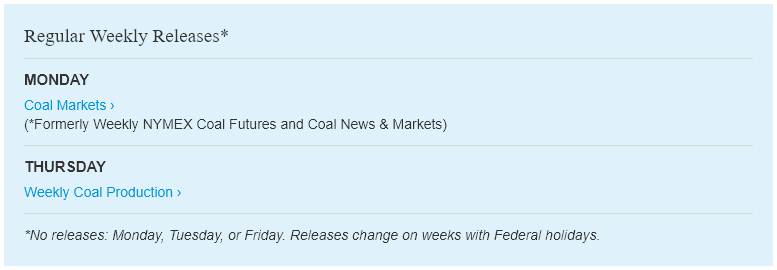 Regular Weekly Releases*
MONDAY
Coal Markets ›
(*Formerly Weekly NYMEX Coal Futures and Coal News & Markets)
THURSDAY
Weekly Coal Production ›
*No releases: Monday, Tuesday, or Friday. Releases change on weeks with Federal holidays.